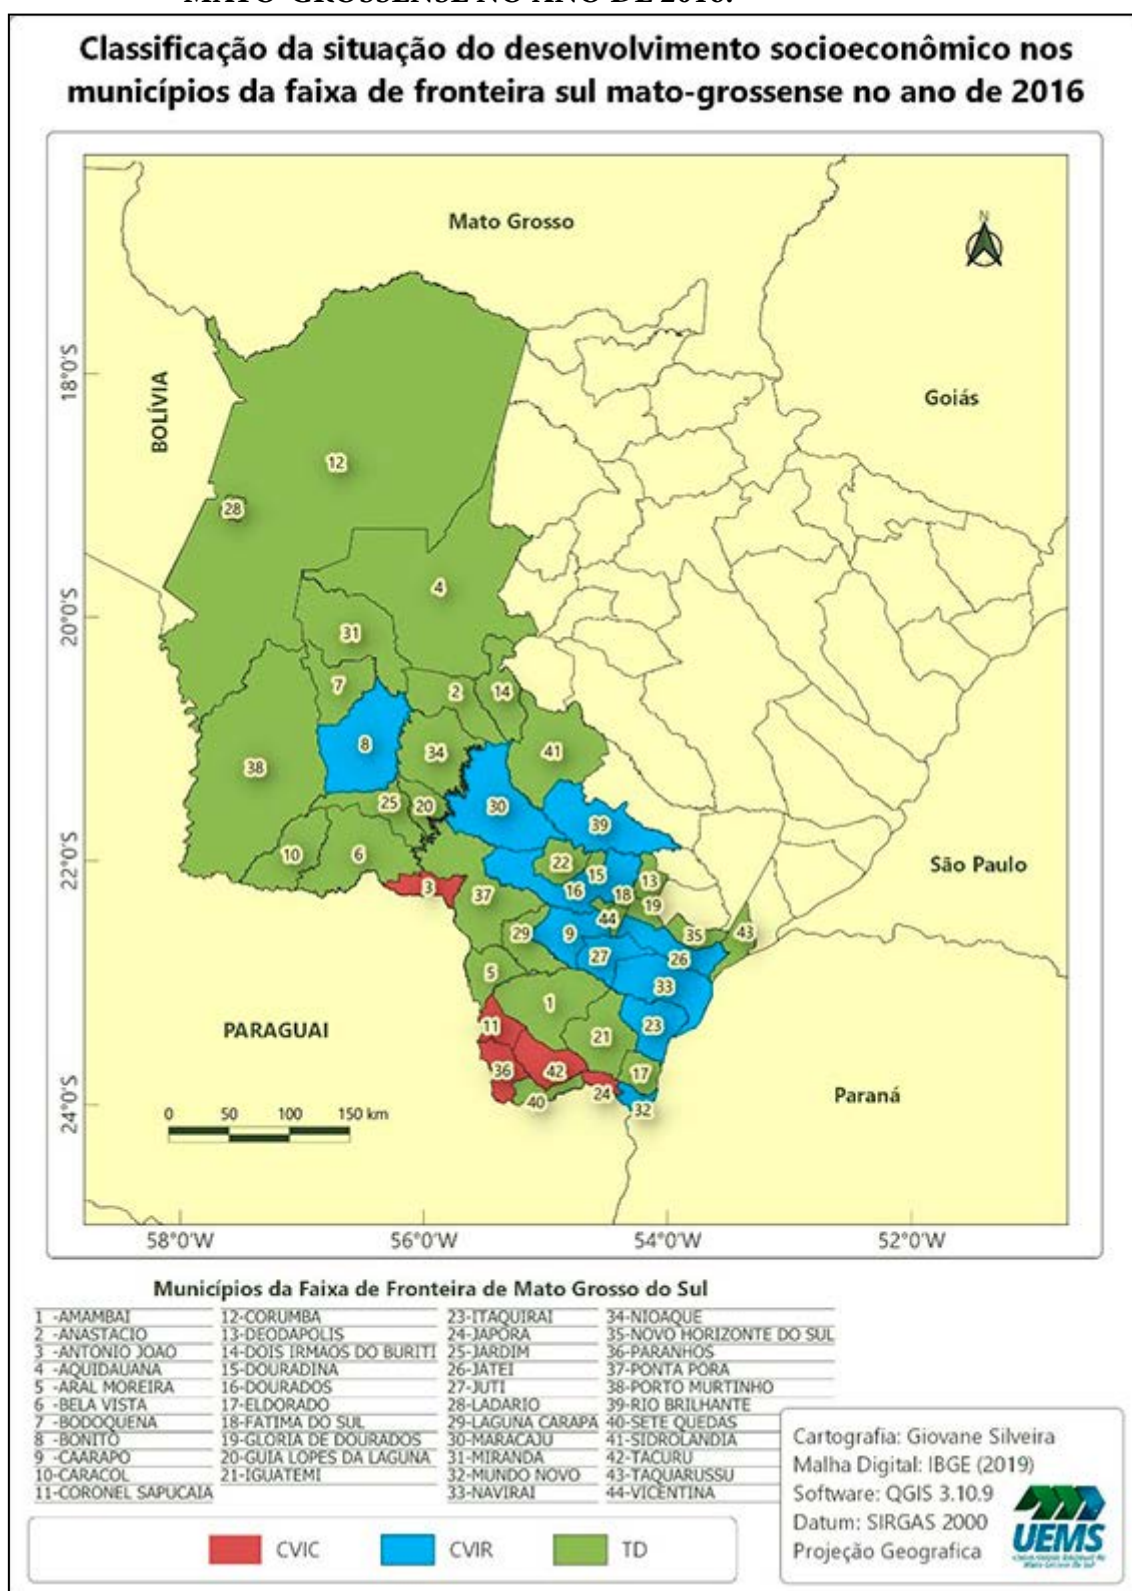 MATO-GROSSENSE NO ANO DE 2016.
Classificação da situação do desenvolvimento socioeconômico nos
municípios da faixa de fronteira sul mato-grossense no ano de 2016
Mato Grosso
N
Goiás
BOLÍVIA
18°0'S
12
28
4
20°0'S
31
7
2
14
8
34
41
38
25
20
30
39
10
6
22°0'S
22
15
13
São Paulo
3
37
16
18
19
44
29
9
35
43
27
26
5
33
1
PARAGUAI
11
23
21
36
42
17
24
40
32
Paraná
24°0'S
0 50 100 150 km
58°0'W 56°0'W 54°0'W 52°0'W
Municípios da Faixa de Fronteira de Mato Grosso do Sul
1 -AMAMBAI 12-CORUMBA 23-ITAQUIRAI 34-NIOAQUE
2 -ANASTACIO 13-DEODAPOLIS 24-JAPORA 35-NOVO HORIZONTE DO SUL
3 -ANTONIO JOAO 14-DOIS IRMAOS DO BURITI 25-JARDIM 36-PARANHOS
4 -AQUIDAUANA 15-DOURADINA 26-JATEI 37-PONTA PORA
5 -ARAL MOREIRA 16-DOURADOS 27-JUTI 38-PORTO MURTINHO
6 -BELA VISTA 17-ELDORADO 28-LADARIO 39-RIO BRILHANTE
7 -BODOQUENA 18-FATIMA DO SUL 29-LAGUNA CARAPA 40-SETE QUEDAS
8 -BONITO 19-GLORIA DE DOURADOS 30-MARACAJU 41-SIDROLANDIA
9 -CAARAPO 20-GUIA LOPES DA LAGUNA 31-MIRANDA 42-TACURU
10-CARACOL 21-IGUATEMI 32-MUNDO NOVO 43-TAQUARUSSU
11-CORONEL SAPUCAIA 33-NAVIRAI 44-VICENTINA
CVIC CVIR TD
Cartografia: Giovane Silveira
Malha Digital: IBGE (2019)
Software: QGIS 3.10.9
Datum: SIRGAS 2000
Projeção Geografica
UEMS
Universidade Estadual de
Mato Grosso do Sul